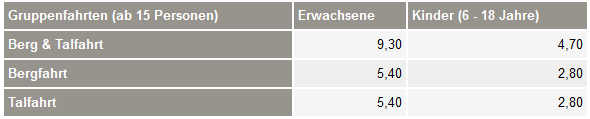 Gruppenfahrten (ab 15 Personen) Erwachsene Kinder (6 - 18 Jahre)
Berg & Talfahrt 9,30 4,70
Bergfahrt 5,40 2,80
Talfahrt 5,40 2,80